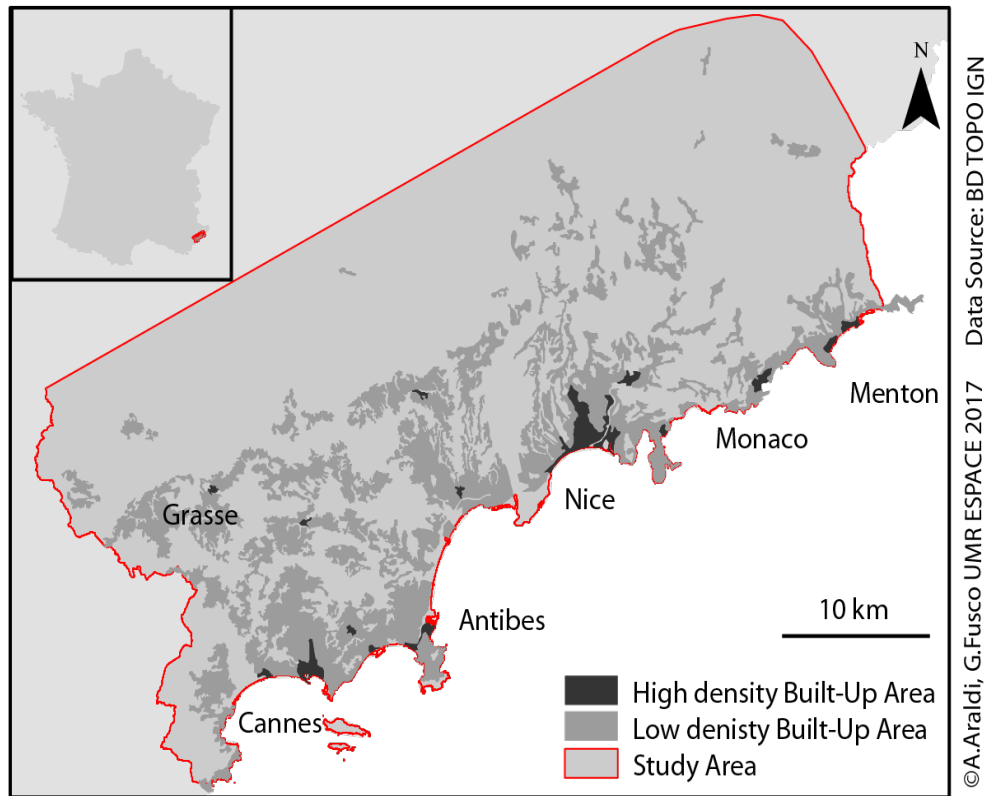 N
Menton
Monaco
Nice
Grasse
Antibes
10 km
Cannes
High density Built-Up Area
Low denisty Built-Up Area
Study Area
©A.Araldi, G.Fusco UMR ESPACE 2017 Data Source: BD TOPO IGN